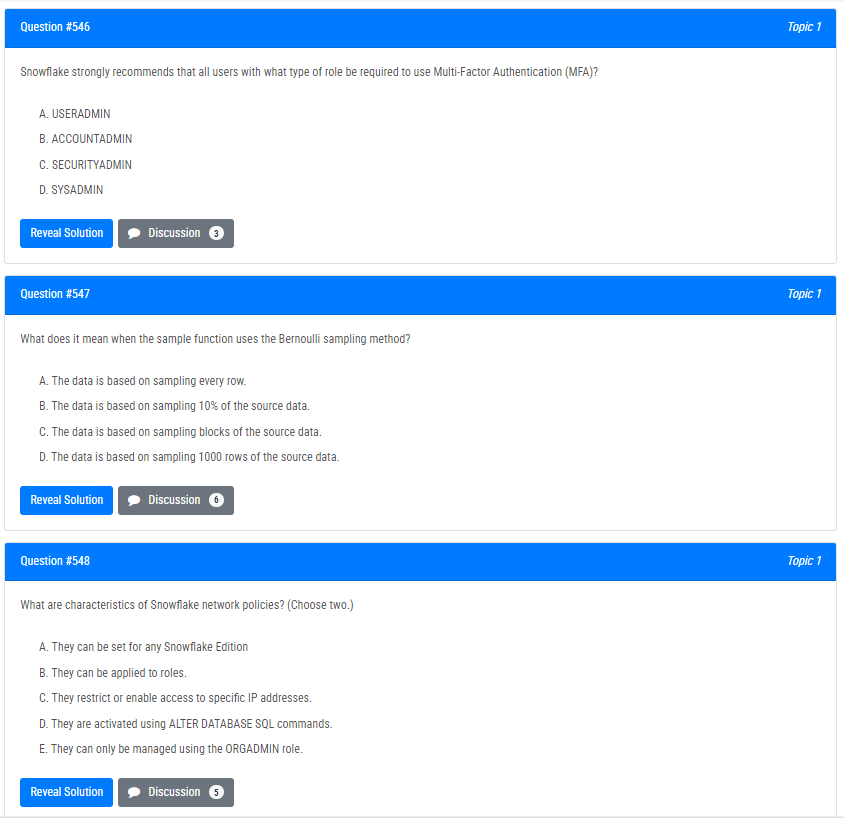 Question #546 Topic 1
Snowflake strongly recommends that all users with what type of role be required to use Multi-Factor Authentication (MFA)?
A. USERADMIN
B. ACCOUNTADMIN
C. SECURITYADMIN
D. SYSADMIN
Reveal Solution Discussion 3
Question #547 Topic 1
What does it mean when the sample function uses the Bernoulli sampling method?
A. The data is based on sampling every row.
B. The data is based on sampling 10% of the source data.
C. The data is based on sampling blocks of the source data.
D. The data is based on sampling 1000 rows of the source data.
Reveal Solution Discussion 6
Question #548 Topic 1
What are characteristics of Snowflake network policies? (Choose two.)
A. They can be set for any Snowflake Edition
B. They can be applied to roles.
C. They restrict or enable access to specific IP addresses.
D. They are activated using ALTER DATABASE SQL commands.
E. They can only be managed using the ORGADMIN role.
Reveal Solution Discussion 5